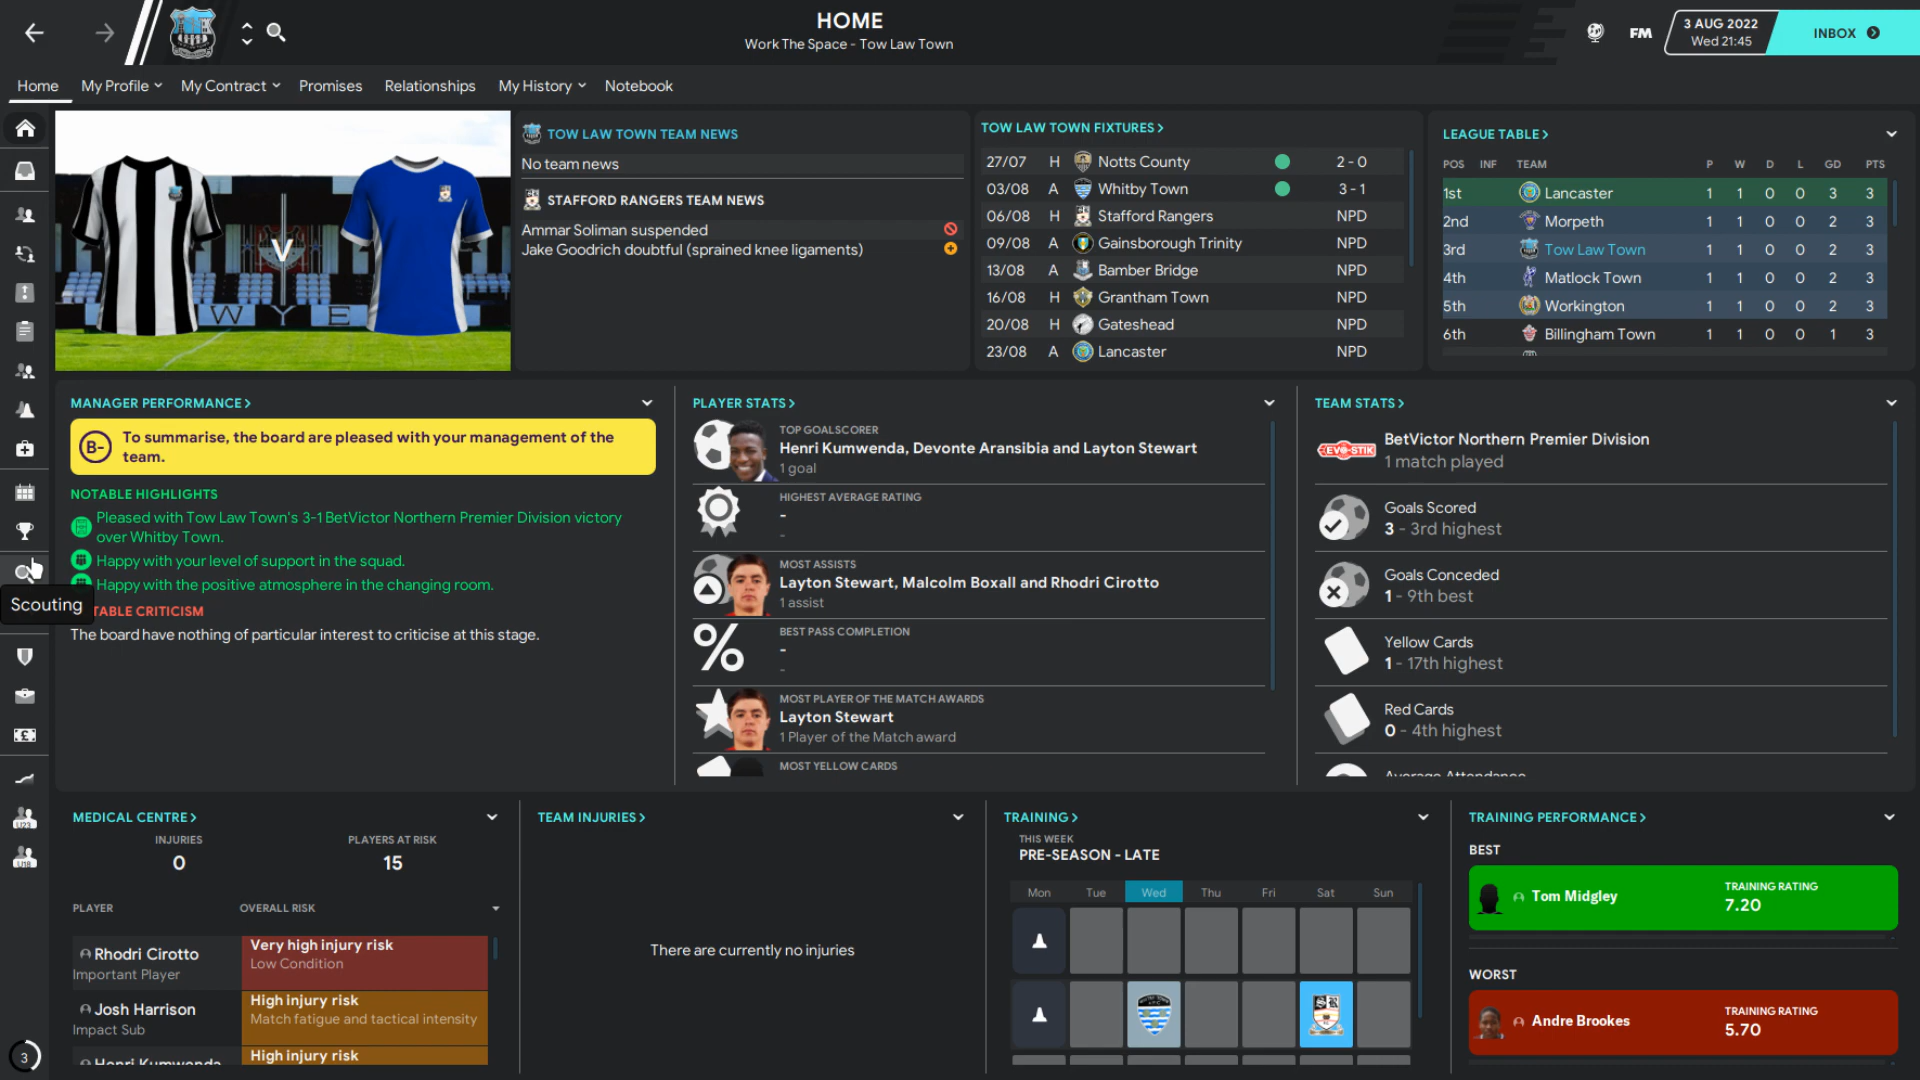 HOME
Work The Space - Tow Law Town
FM
3 AUG 2022
Wed 21:45
INBOX
Home
My Profile
My Contract
Promises
Relationships
My History
Notebook
V
W Y E
TOW LAW TOWN TEAM NEWS
No team news
STAFFORD RANGERS TEAM NEWS
Ammar Soliman suspended
Jake Goodrich doubtful (sprained knee ligaments)
TOW LAW TOWN FIXTURES >
27/07 H Notts County 2 - 0
03/08 A Whitby Town 3 - 1
06/08 H Stafford Rangers NPD
09/08 A Gainsborough Trinity NPD
13/08 A Bamber Bridge NPD
16/08 H Grantham Town NPD
20/08 H Gateshead NPD
23/08 A Lancaster NPD
LEAGUE TABLE >
POS INF TEAM P W D L GD PTS
1st Lancaster 1 1 0 0 3 3
2nd Morpeth 1 1 0 0 2 3
3rd Tow Law Town 1 1 0 0 2 3
4th Matlock Town 1 1 0 0 2 3
5th Workington 1 1 0 0 2 3
6th Billingham Town 1 1 0 0 1 3
MANAGER PERFORMANCE >
B-
To summarise, the board are pleased with your management of the
team.
NOTABLE HIGHLIGHTS
Pleased with Tow Law Town's 3-1 BetVictor Northern Premier Division victory
over Whitby Town.
Happy with your level of support in the squad.
Happy with the positive atmosphere in the changing room.
Scouting
TABLE CRITICISM
The board have nothing of particular interest to criticise at this stage.
PLAYER STATS >
TOP GOALSCORER
Henri Kumwenda, Devonte Aransibia and Layton Stewart
1 goal
HIGHEST AVERAGE RATING
-
-
MOST ASSISTS
Layton Stewart, Malcolm Boxall and Rhodri Cirotto
1 assist
%
BEST PASS COMPLETION
-
-
MOST PLAYER OF THE MATCH AWARDS
Layton Stewart
1 Player of the Match award
MOST YELLOW CARDS
TEAM STATS >
EVO-STIK
BetVictor Northern Premier Division
1 match played
Goals Scored
3 - 3rd highest
Goals Conceded
1 - 9th best
Yellow Cards
1 - 17th highest
Red Cards
0 - 4th highest
Average Attendance
MEDICAL CENTRE >
INJURIES PLAYERS AT RISK
0 15
PLAYER OVERALL RISK
Rhodri Cirotto Very high injury risk
Important Player Low Condition
Josh Harrison High injury risk
Impact Sub Match fatigue and tactical intensity
Henri Kumwenda High injury risk
TEAM INJURIES >
There are currently no injuries
TRAINING >
THIS WEEK
PRE-SEASON - LATE
Mon Tue Wed Thu Fri Sat Sun
TRAINING PERFORMANCE >
BEST
Tom Midgley
TRAINING RATING
7.20
WORST
Andre Brookes
TRAINING RATING
5.70
U23
U18
3